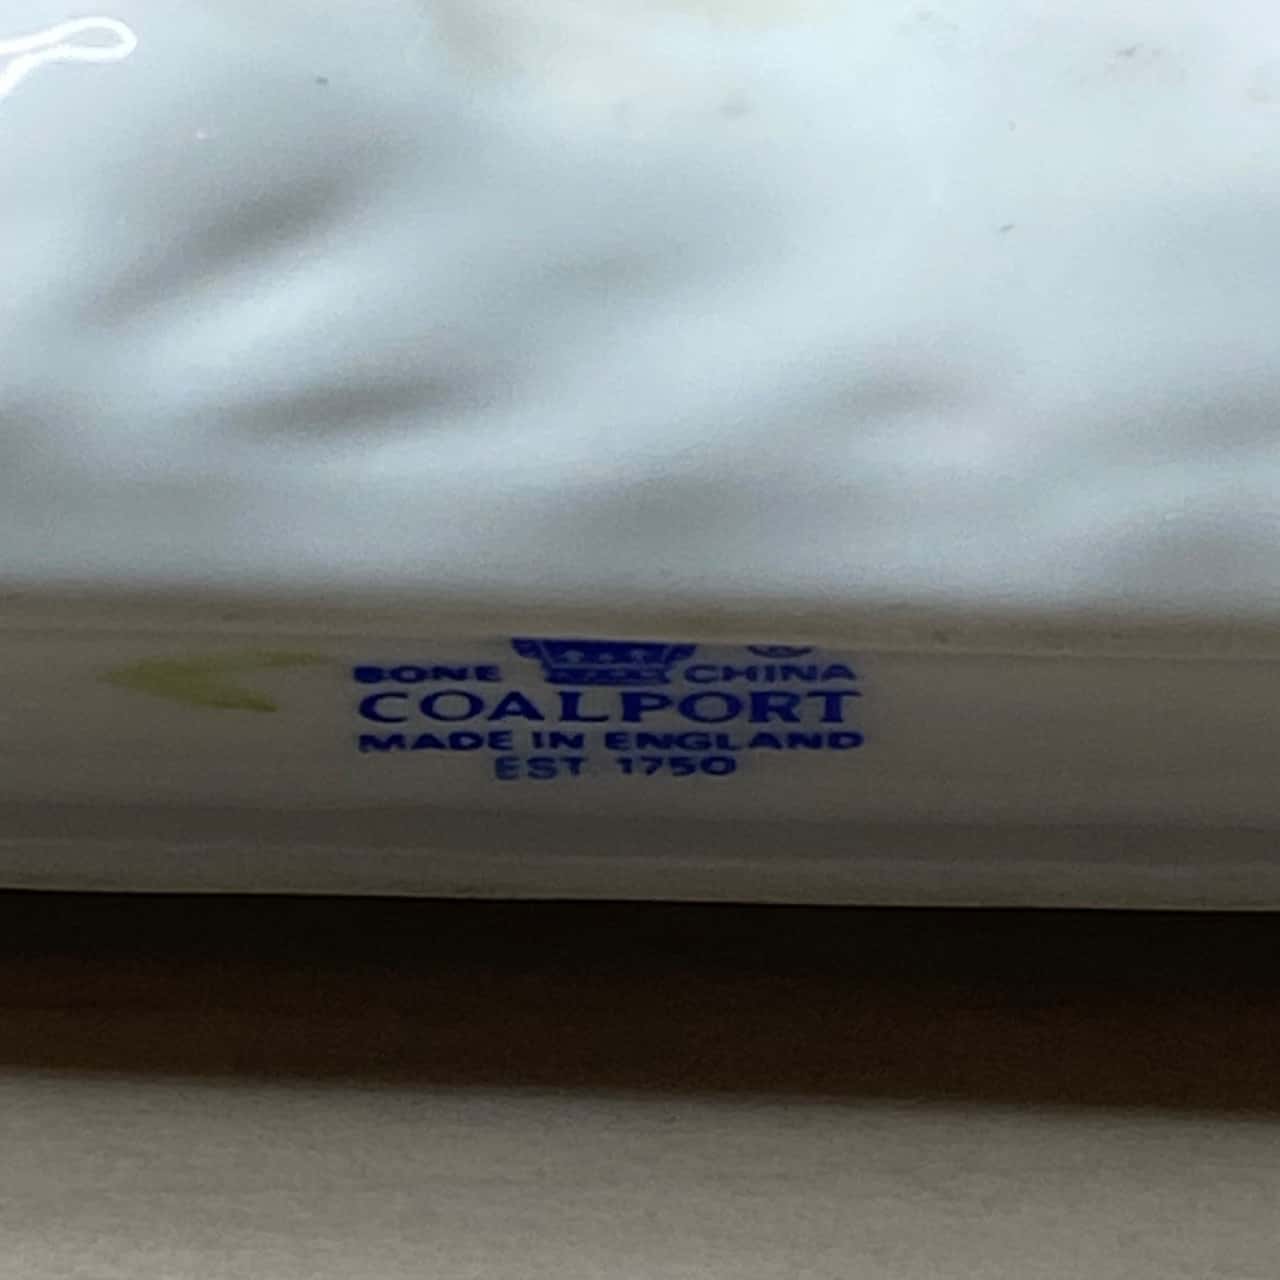 BONE CHINA
COALPORT
MADE IN ENGLAND
EST 1750